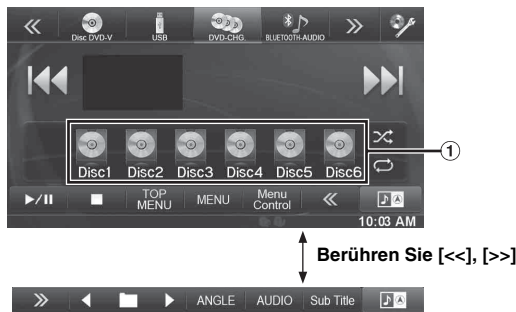 Disc DVD-V USB DVD-CHG. BLUETOOTH-AUDIO
Disc1 Disc2 Disc3 Disc4 Disc5 Disc6
1
TOP MENU MENU Menu Control
10:03 AM
Berühren Sie [<<], [>>]
ANGLE AUDIO Sub Title